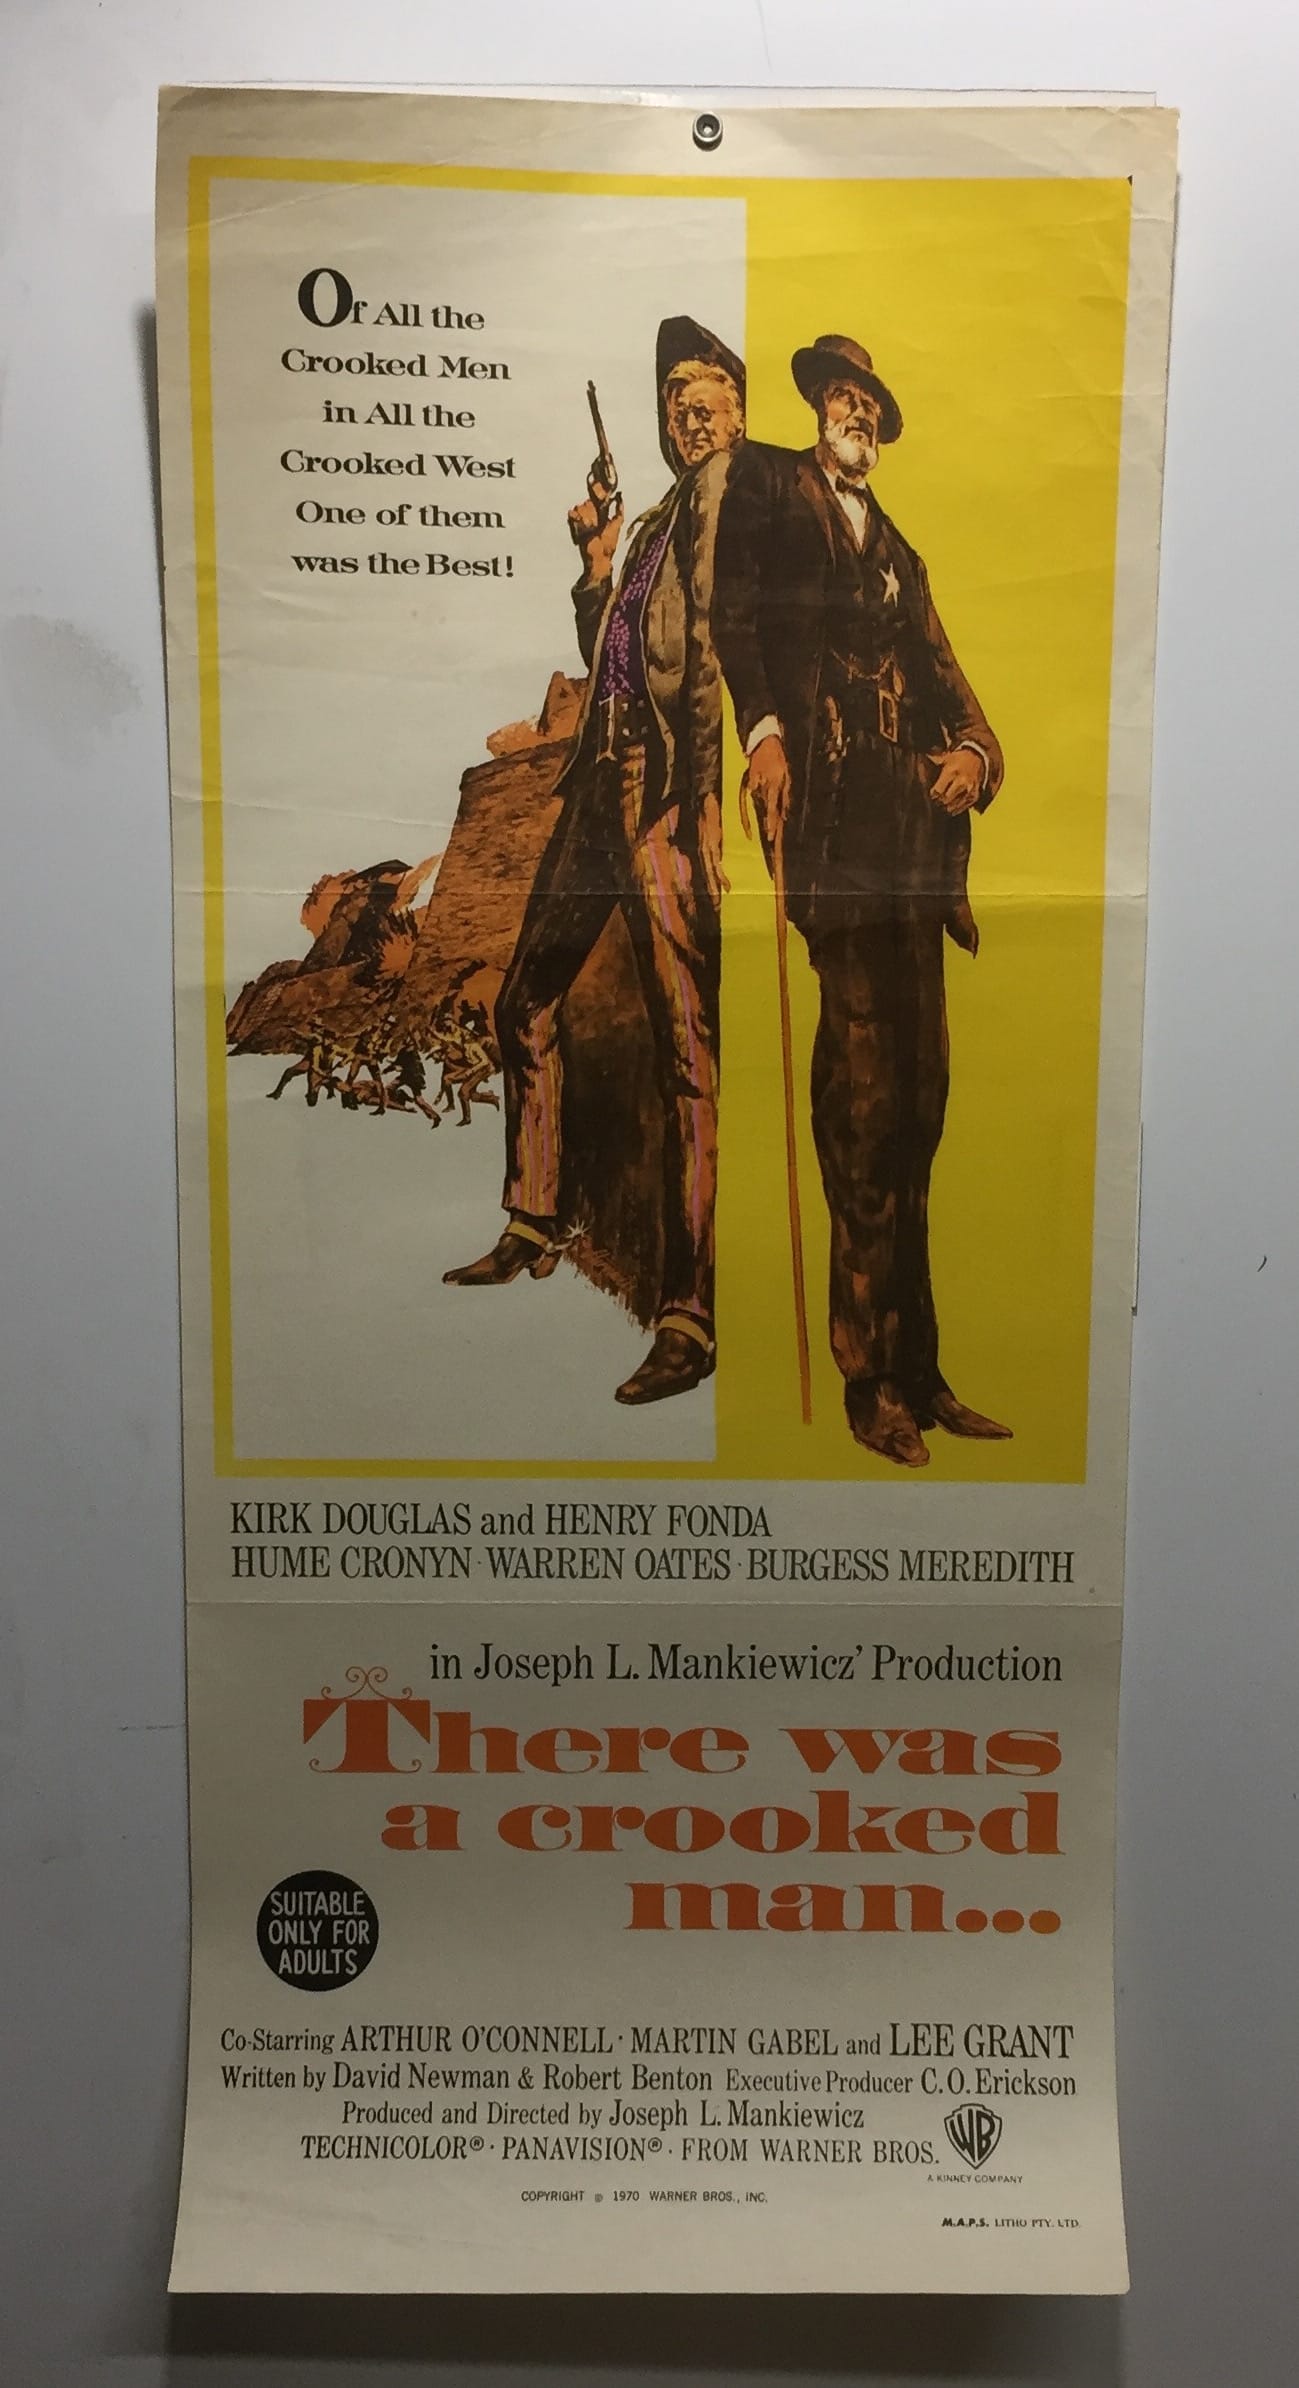 Of All the
Crooked Men
in All the
Crooked West
One of them
was the Best!
KIRK DOUGLAS and HENRY FONDA
HUME CRONYN · WARREN OATES · BURGESS MEREDITH
in Joseph L. Mankiewicz' Production
There was
a crooked
man...
SUITABLE
ONLY FOR
ADULTS
Co-Starring ARTHUR O'CONNELL · MARTIN GABEL and LEE GRANT
Written by David Newman & Robert Benton Executive Producer C.O. Erickson
Produced and Directed by Joseph L. Mankiewicz
TECHNICOLOR® · PANAVISION® · FROM WARNER BROS.
WB
A KINNEY COMPANY
COPYRIGHT © 1970 WARNER BROS., INC.
M.A.P.S. LITHO PTY. LTD.